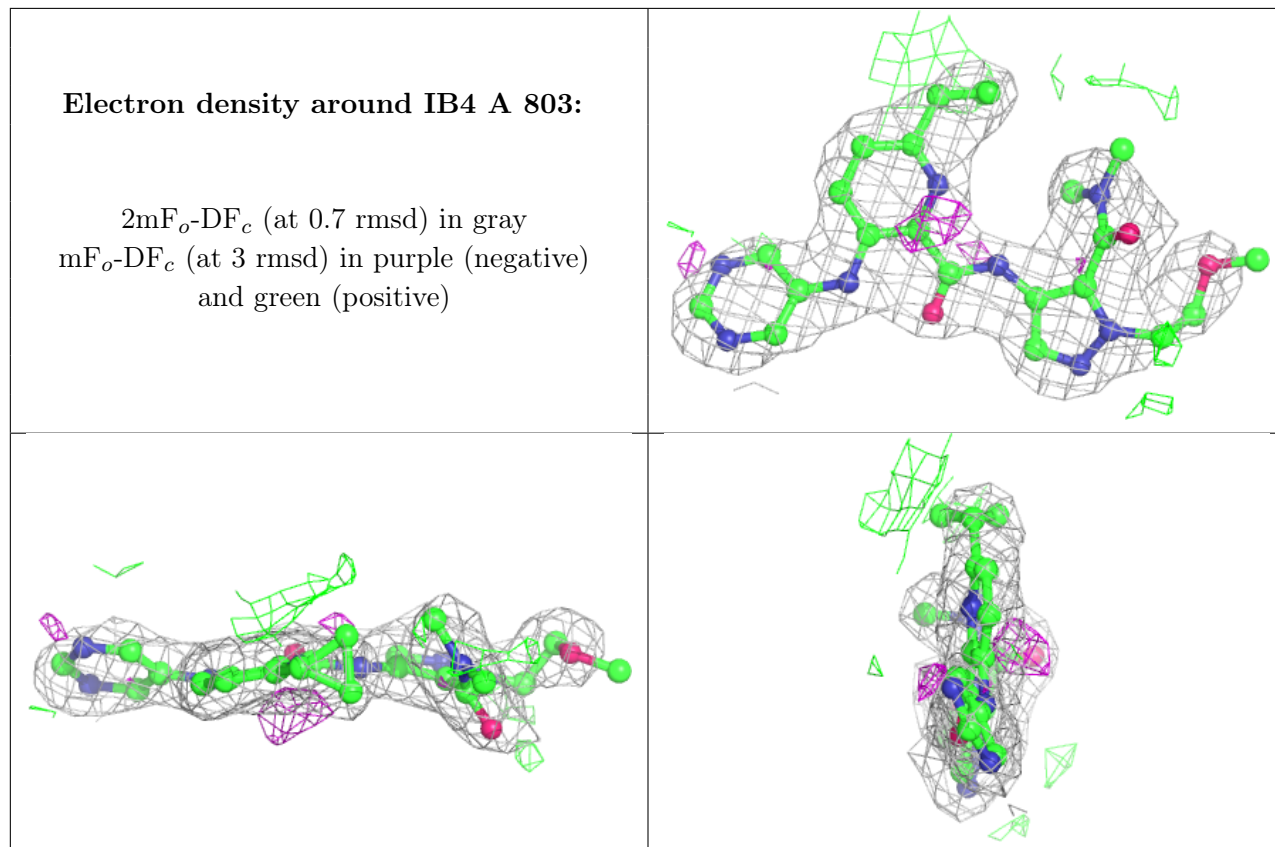 Electron density around IB4 A 803:
2mFo-DFc (at 0.7 rmsd) in gray
mFo-DFc (at 3 rmsd) in purple (negative)
and green (positive)